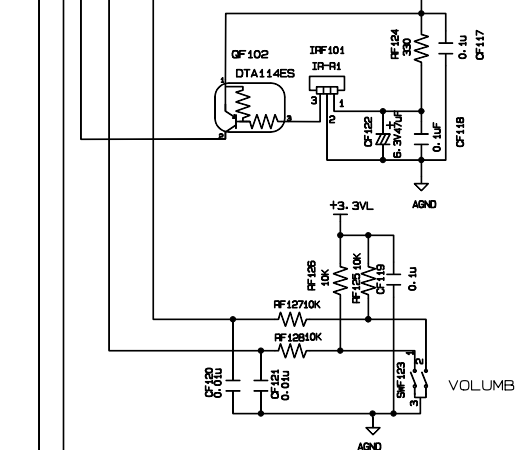 RF124
330
0.1u
CF117
QF102
DTA114ES
1
2
3
IRF101
IR-R1
3
2
1
CF122
+
6.3V47uF
0.1uF
CF118
AGND
+3.3VL
RF126
10K
RF125 10K
CF119
0.1u
RF12710K
RF12810K
CF120
0.01u
CF121
0.01u
SWF123
1
2
3
VOLUMB
AGND